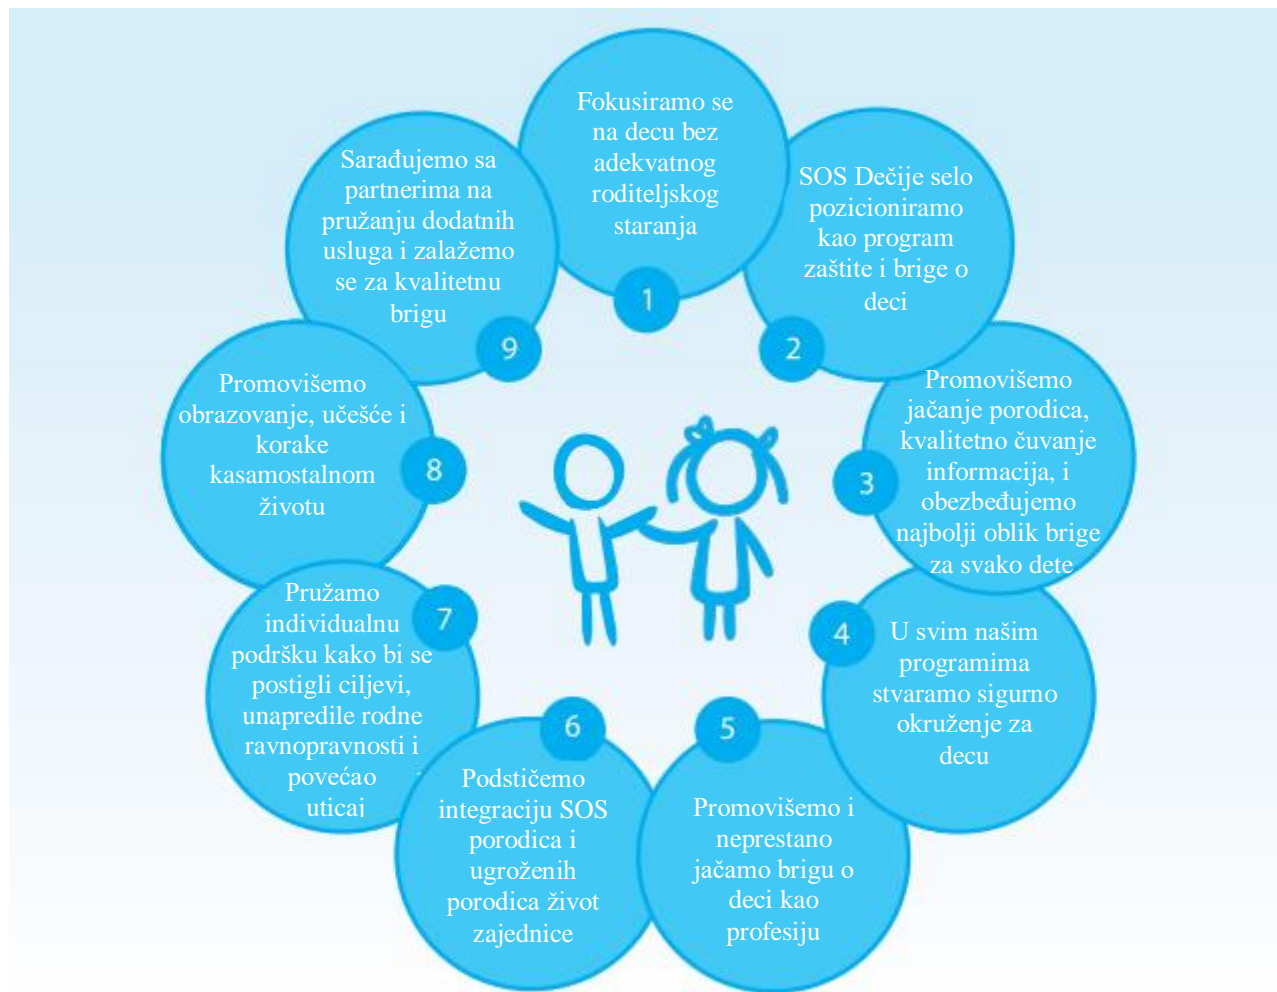 Fokusiramo se
na decu bez
adekvatnog
roditeljskog
staranja
1
SOS Dečije selo
pozicioniramo
kao program
zaštite i brige o
deci
2
Promovišemo
jačanje porodica,
kvalitetno čuvanje
informacija, i
obezbeđujemo
najbolji oblik brige
za svako dete
3
U svim našim
programima
stvaramo sigurno
okruženje za
decu
4
Promovišemo i
neprestano
jačamo brigu o
deci kao
profesiju
5
Podstičemo
integraciju SOS
porodica i
ugroženih
porodica život
zajednice
6
Pružamo
individualnu
podršku kako bi se
postigli ciljevi,
unapredile rodne
ravnopravnosti i
povećao
uticaj
7
Promovišemo
obrazovanje, učešće i
korake
kasamostalnom
životu
8
Sarađujemo sa
partnerima na
pružanju dodatnih
usluga i zalažemo
se za kvalitetnu
brigu
9